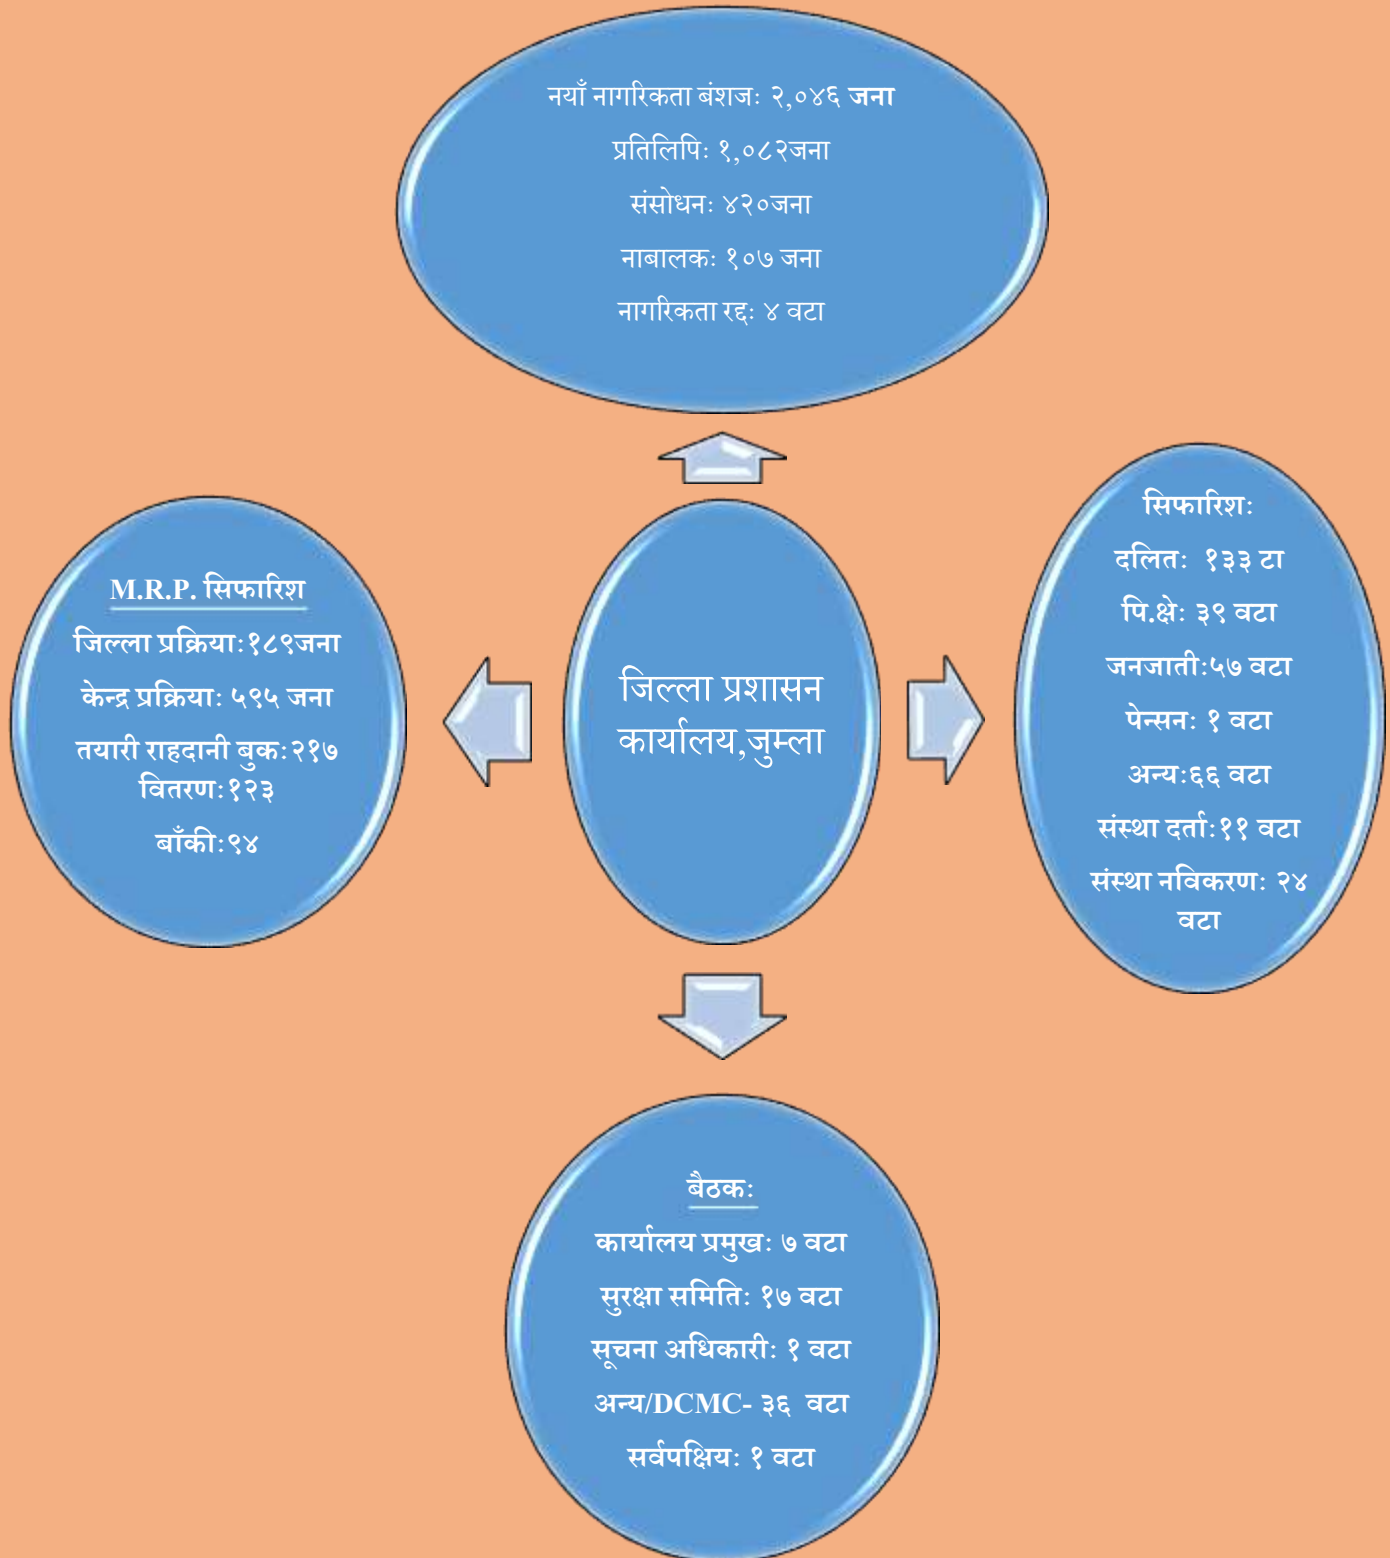 नयाँ नागरिकता बंशजः २,०४६ जना
प्रतिलिपिः १,०८२जना
संसोधनः ४२०जना
नाबालकः १०७ जना
नागरिकता रद्दः ४ वटा
M.R.P. सिफारिश
जिल्ला प्रक्रियाः१८९जना
केन्द्र प्रक्रियाः ५९५ जना
तयारी राहदानी बुकः२१७
वितरणः१२३
बाँकीः९४
जिल्ला प्रशासन
कार्यालय,जुम्ला
सिफारिशः
दलितः १३३ टा
पि.क्षेः ३९ वटा
जनजातीः५७ वटा
पेन्सनः १ वटा
अन्यः६६ वटा
संस्था दर्ताः११ वटा
संस्था नविकरणः २४
वटा
बैठकः
कार्यालय प्रमुखः ७ वटा
सुरक्षा समितिः १७ वटा
सूचना अधिकारीः १ वटा
अन्य/DCMC- ३६ वटा
सर्वपक्षियः १ वटा